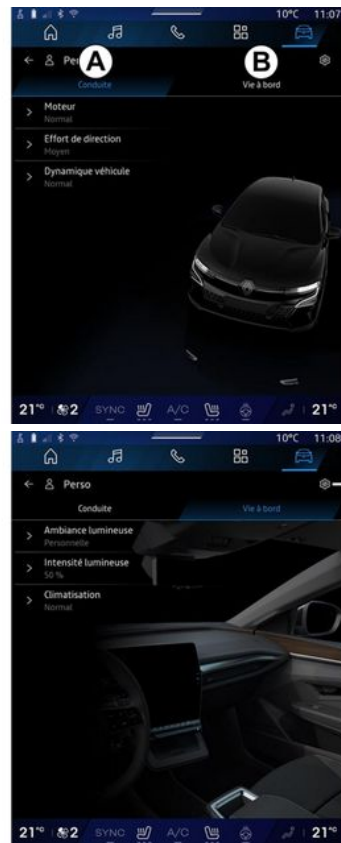 10°C 11:07
A
B
Per
Conduite
Vie à bord
Moteur
Normal
Effort de direction
Moyen
Dynamique véhicule
Normal
21°C 2 SYNC A/C 21°C
10°C 11:08
Perso
Conduite
Vie à bord
Ambiance lumineuse
Personnelle
Intensité lumineuse
50 %
Climatisation
Normal
21°C 2 SYNC A/C 21°C